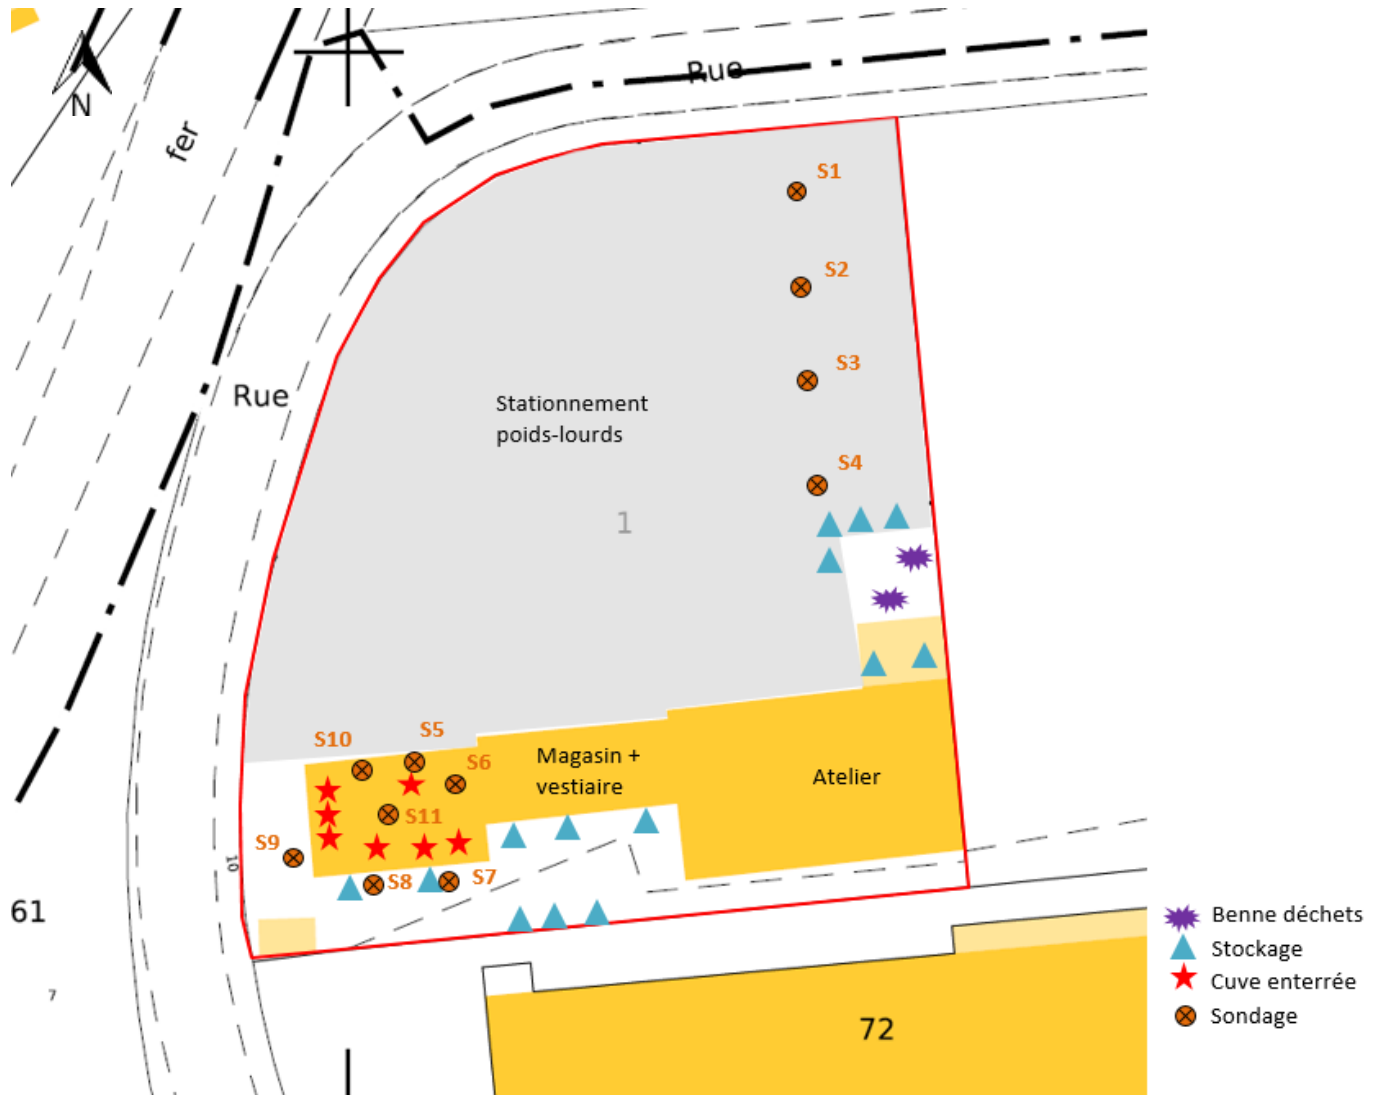 N
fer
Rue
Rue
S1
S2
S3
S4
Stationnement
poids-lourds
1
S10
S5
S6
Magasin +
vestiaire
Atelier
S11
S9
10
S8
S7
61
7
72
Benne déchets
Stockage
Cuve enterrée
Sondage